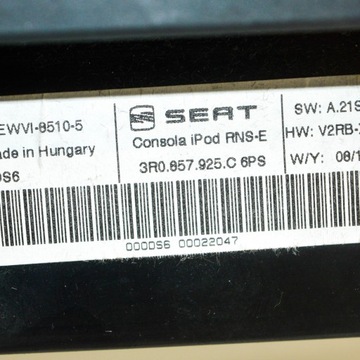 EWVI-8510-5
ade in Hungary
0S6
SEAT
Consola iPod RNS-E
3R0.857.925.C 6PS
SW: A.21S
HW: V2RB-
W/Y: 08/1
000DS6 00022047